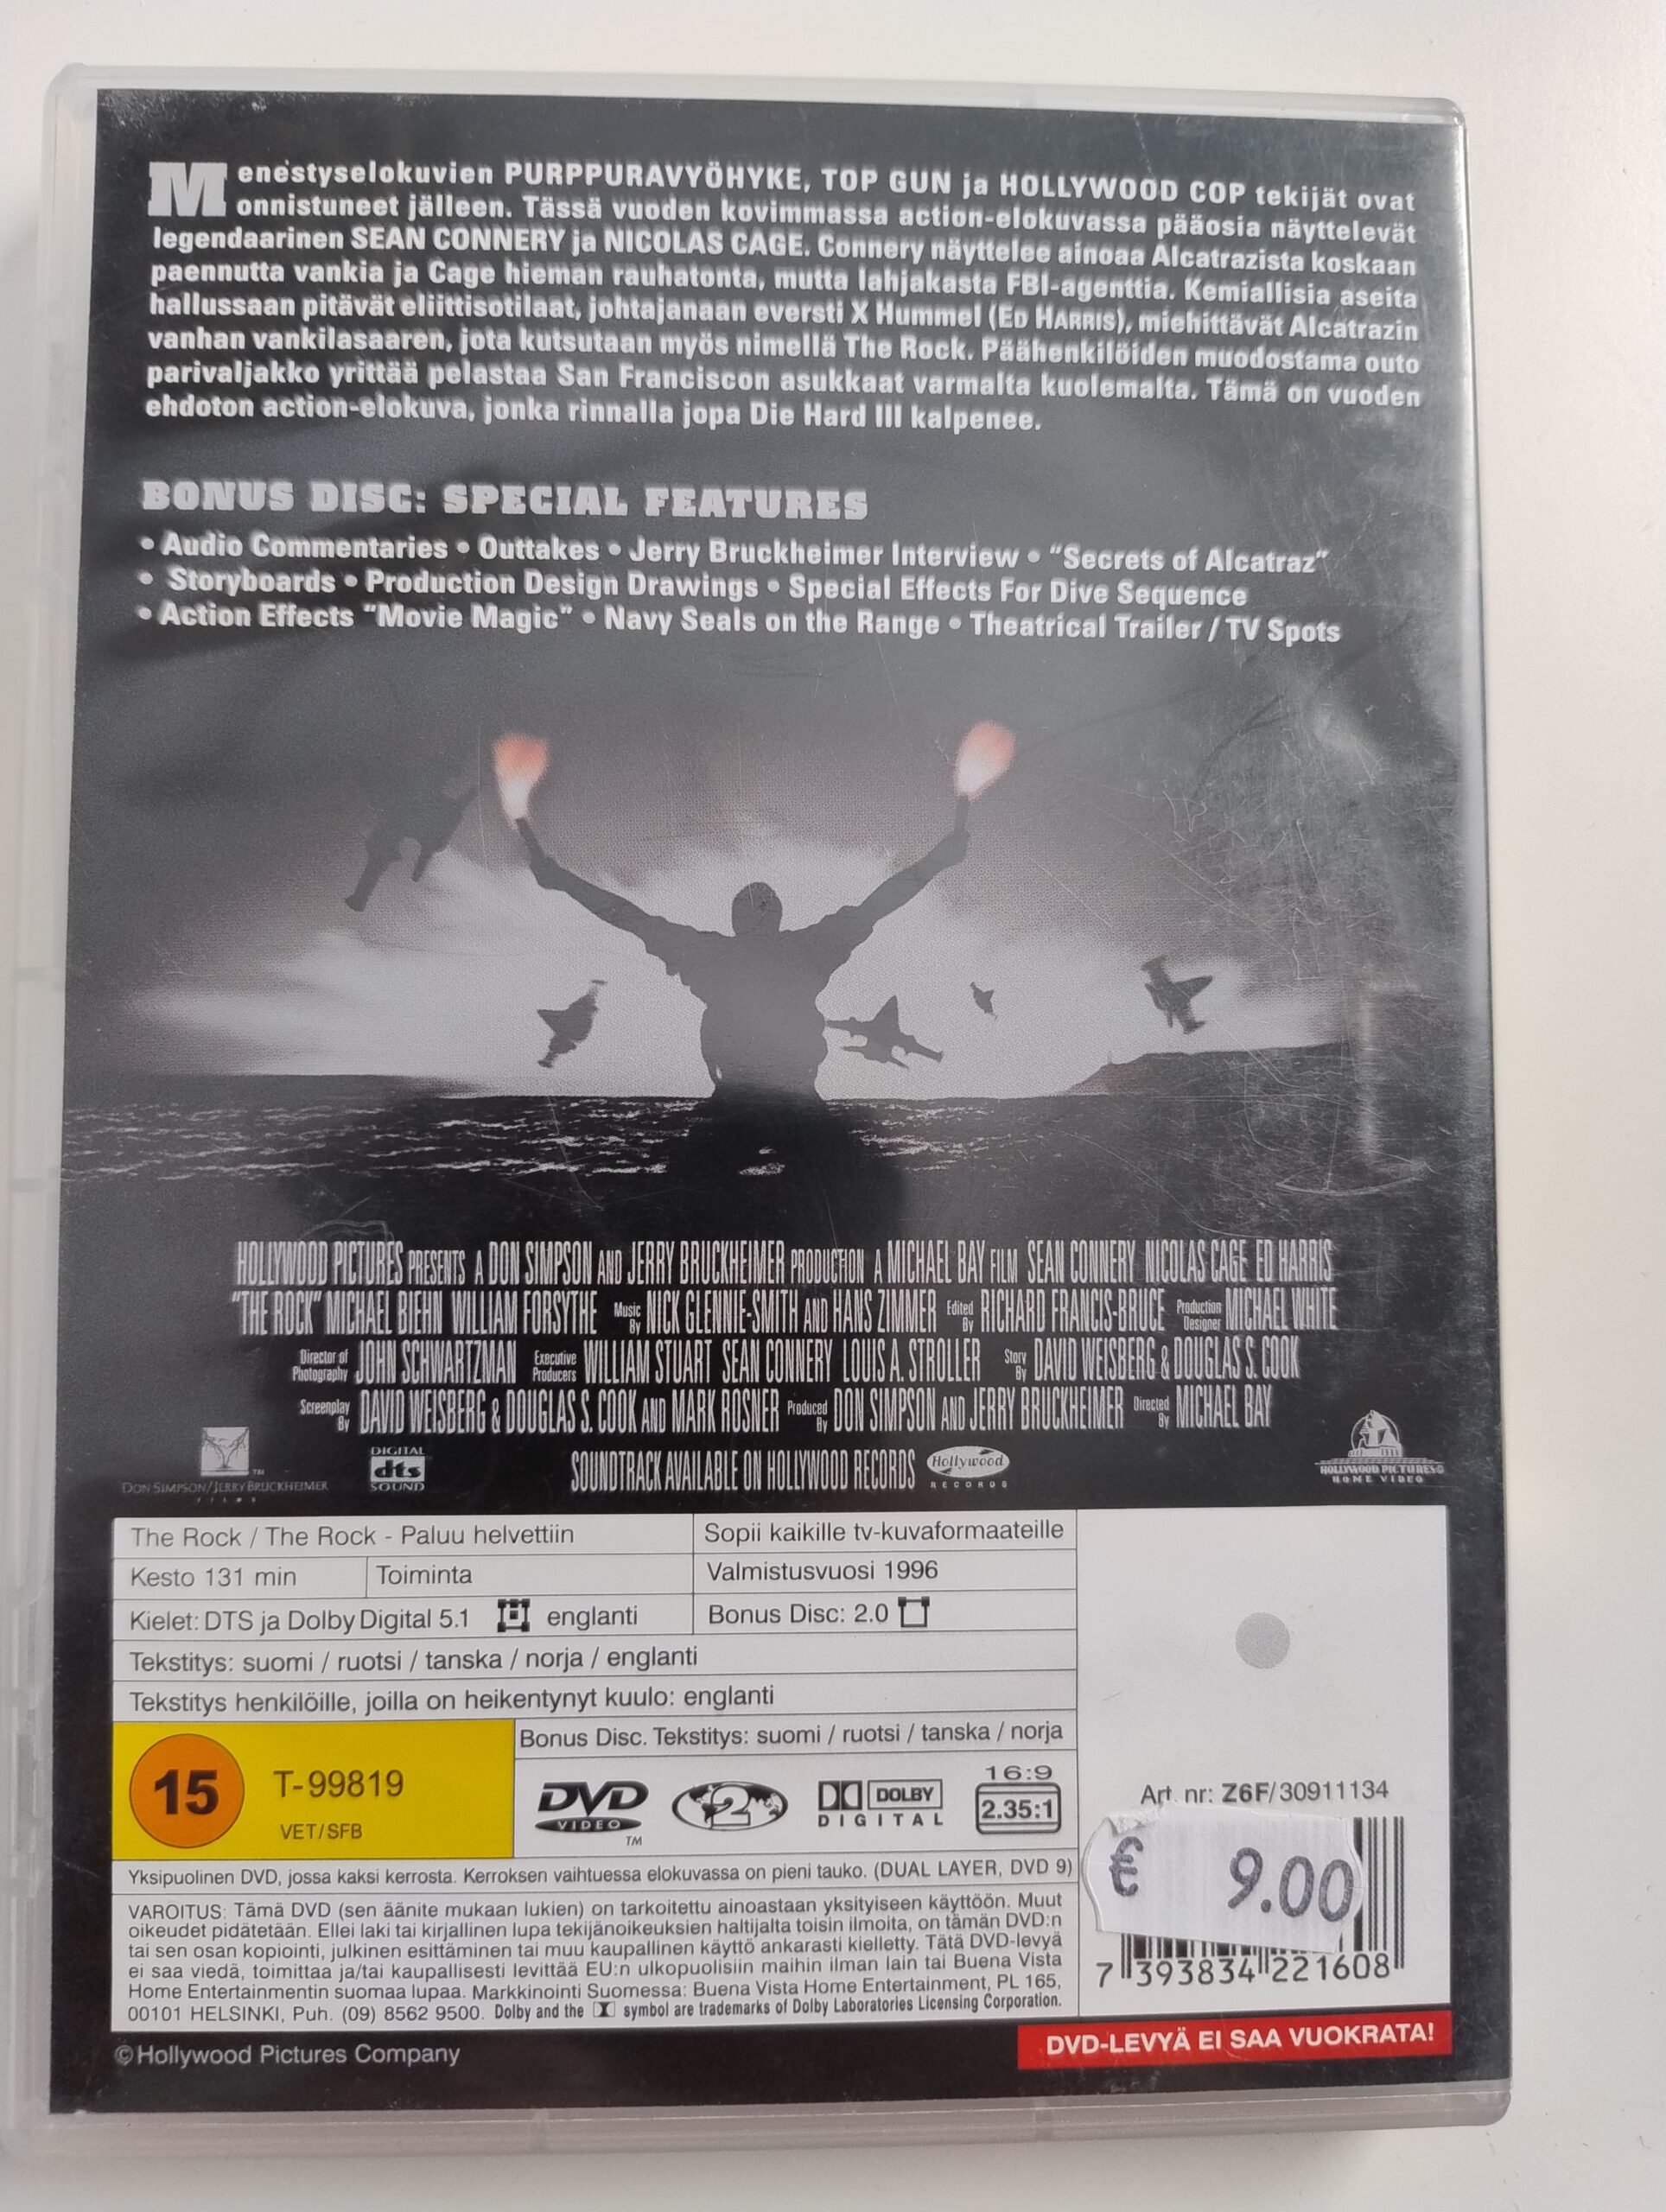 Menestyselokuvien PURPPURAVYÖHYKE, TOP GUN ja HOLLYWOOD COP tekijät ovat
onnistuneet jälleen. Tässä vuoden kovimmassa action-elokuvassa pääosia näyttelevät
legendaarinen SEAN CONNERY ja NICOLAS CAGE. Connery näyttelee ainoaa Alcatrazista koskaan
paennutta vankia ja Cage hieman rauhatonta, mutta lahjakasta FBI-agenttia. Kemiallisia aseita
hallussaan pitävät eliittisotilaat, johtajanaan eversti X Hummel (ED HARRIS), miehittävät Alcatrazin
vanhan vankilasaaren, jota kutsutaan myös nimellä The Rock. Päähenkilöiden muodostama outo
parivaljakko yrittää pelastaa San Franciscon asukkaat varmalta kuolemalta. Tämä on vuoden
ehdoton action-elokuva, jonka rinnalla jopa Die Hard III kalpenee.
BONUS DISC: SPECIAL FEATURES
• Audio Commentaries • Outtakes • Jerry Bruckheimer Interview • "Secrets of Alcatraz"
• Storyboards • Production Design Drawings • Special Effects For Dive Sequence
• Action Effects "Movie Magic" • Navy Seals on the Range • Theatrical Trailer / TV Spots
HOLLYWOOD PICTURES PRESENTS A DON SIMPSON AND JERRY BRUCKHEIMER PRODUCTION A MICHAEL BAY FILM SEAN CONNERY NICOLAS CAGE ED HARRIS
"THE ROCK" MICHAEL BIEHN WILLIAM FORSYTHE Music By NICK GLENNIE-SMITH AND HANS ZIMMER Edited By RICHARD FRANCIS-BRUCE Production Designer MICHAEL WHITE
Director of Photography JOHN SCHWARTZMAN Executive Producers WILLIAM STUART SEAN CONNERY LOUIS A. STROLLER Story By DAVID WEISBERG & DOUGLAS S. COOK
Screenplay By DAVID WEISBERG & DOUGLAS S. COOK AND MARK ROSNER Produced By DON SIMPSON AND JERRY BRUCKHEIMER Directed By MICHAEL BAY
DON SIMPSON/JERRY BRUCKHEIMER
FILMS
™
DIGITAL
dts
SOUND
SOUNDTRACK AVAILABLE ON HOLLYWOOD RECORDS
Hollywood
RECORDS
HOLLYWOOD PICTURES
HOME VIDEO
The Rock / The Rock - Paluu helvettiin
Sopii kaikille tv-kuvaformaateille
Kesto 131 min
Toiminta
Valmistusvuosi 1996
Kielet: DTS ja Dolby Digital 5.1 englanti
Bonus Disc: 2.0
Tekstitys: suomi / ruotsi / tanska / norja / englanti
Tekstitys henkilöille, joilla on heikentynyt kuulo: englanti
15
T-99819
VET/SFB
Bonus Disc. Tekstitys: suomi / ruotsi / tanska / norja
DVD
VIDEO
™
2
DOLBY
DIGITAL
16:9
2.35:1
Yksipuolinen DVD, jossa kaksi kerrosta. Kerroksen vaihtuessa elokuvassa on pieni tauko. (DUAL LAYER, DVD 9)
VAROITUS: Tämä DVD (sen äänite mukaan lukien) on tarkoitettu ainoastaan yksityiseen käyttöön. Muut
oikeudet pidätetään. Ellei laki tai kirjallinen lupa tekijänoikeuksien haltijalta toisin ilmoita, on tämän DVD:n
tai sen osan kopiointi, julkinen esittäminen tai muu kaupallinen käyttö ankarasti kielletty. Tätä DVD-levyä
ei saa viedä, toimittaa ja/tai kaupallisesti levittää EU:n ulkopuolisiin maihin ilman lain tai Buena Vista
Home Entertainmentin suomaa lupaa. Markkinointi Suomessa: Buena Vista Home Entertainment, PL 165,
00101 HELSINKI, Puh. (09) 8562 9500. Dolby and the symbol are trademarks of Dolby Laboratories Licensing Corporation.
Art. nr: Z6F/30911134
€ 9.00
7 393834 221608
DVD-LEVYÄ EI SAA VUOKRATA!
© Hollywood Pictures Company